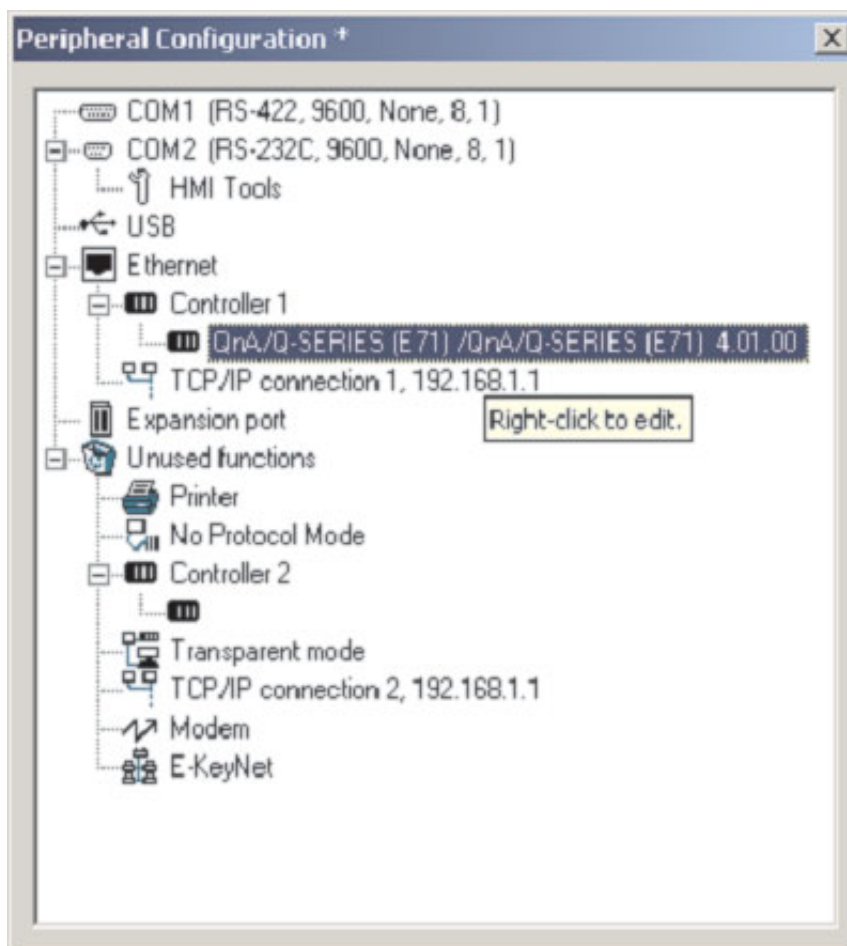 Peripheral Configuration *
COM1 (RS-422, 9600, None, 8, 1)
COM2 (RS-232C, 9600, None, 8, 1)
HMI Tools
USB
Ethernet
Controller 1
QnA/Q-SERIES (E71) /QnA/Q-SERIES (E71) 4.01.00
TCP/IP connection 1, 192.168.1.1
Expansion port
Right-click to edit.
Unused functions
Printer
No Protocol Mode
Controller 2
Transparent mode
TCP/IP connection 2, 192.168.1.1
Modem
E-KeyNet